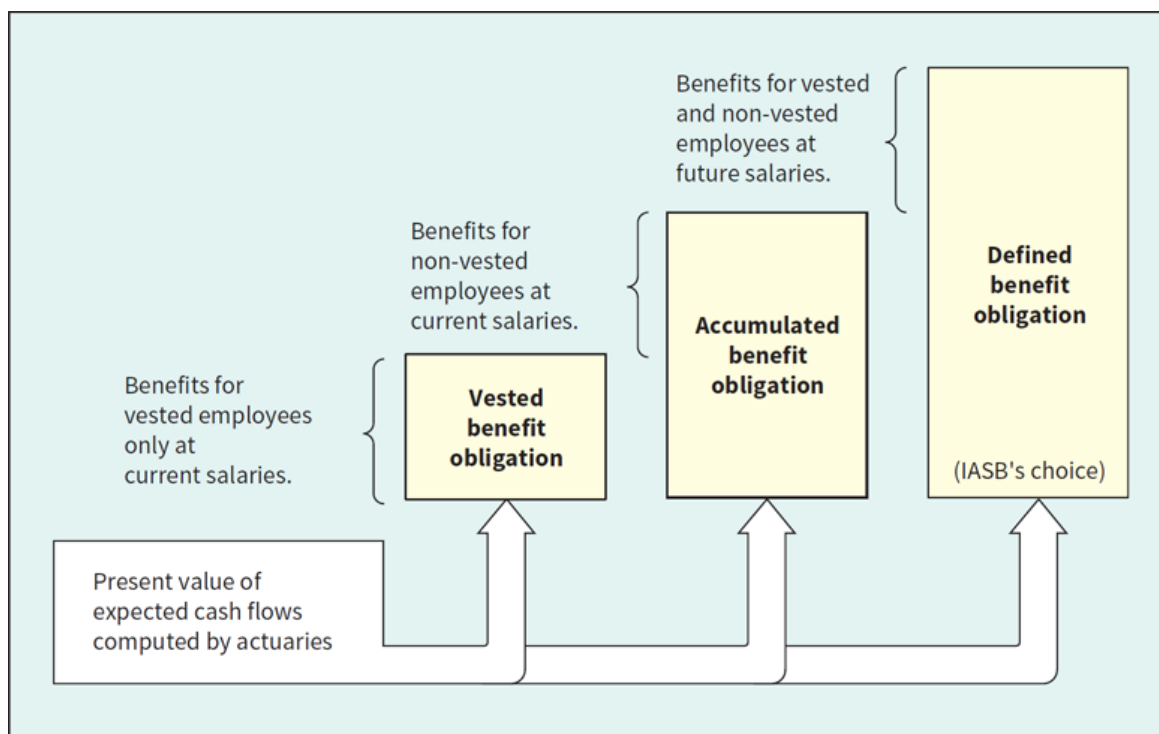 Benefits for vested
and non-vested
employees at
future salaries.
Benefits for
non-vested
employees at
current salaries.
Benefits for
vested employees
only at
current salaries.
Vested
benefit
obligation
Accumulated
benefit
obligation
Defined
benefit
obligation
(IASB's choice)
Present value of
expected cash flows
computed by actuaries